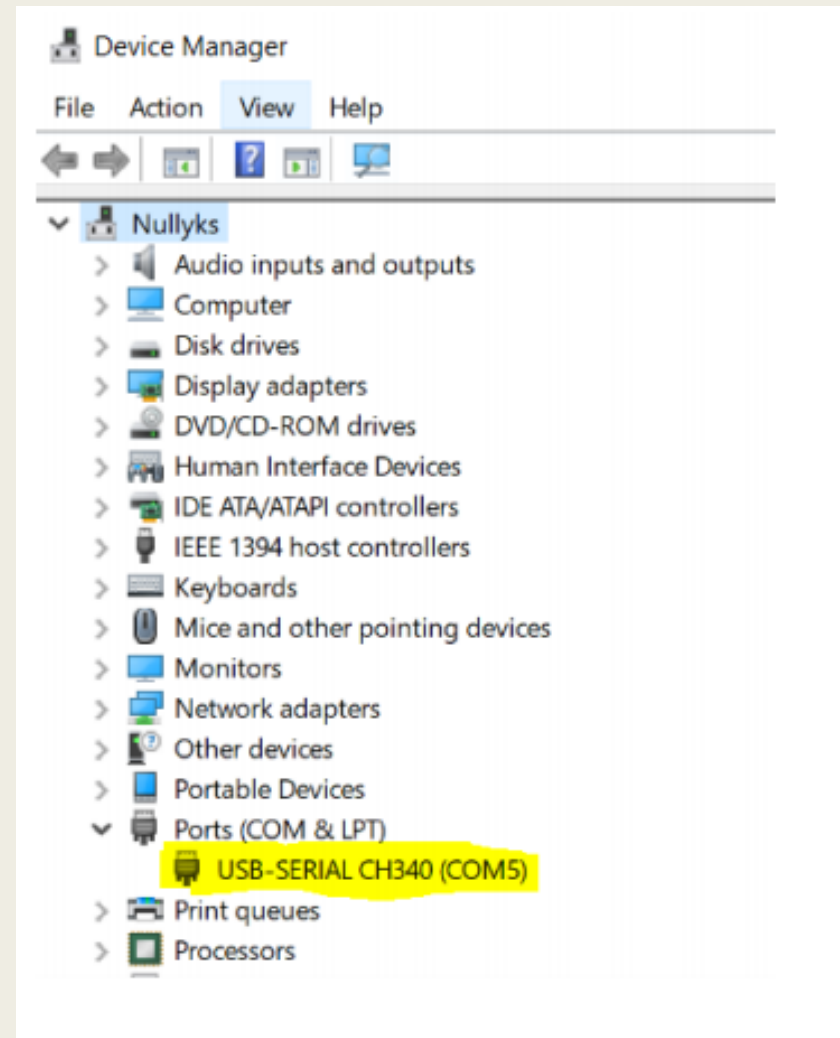 Device Manager
File Action View Help
Nullyks
Audio inputs and outputs
Computer
Disk drives
Display adapters
DVD/CD-ROM drives
Human Interface Devices
IDE ATA/ATAPI controllers
IEEE 1394 host controllers
Keyboards
Mice and other pointing devices
Monitors
Network adapters
Other devices
Portable Devices
Ports (COM & LPT)
USB-SERIAL CH340 (COM5)
Print queues
Processors